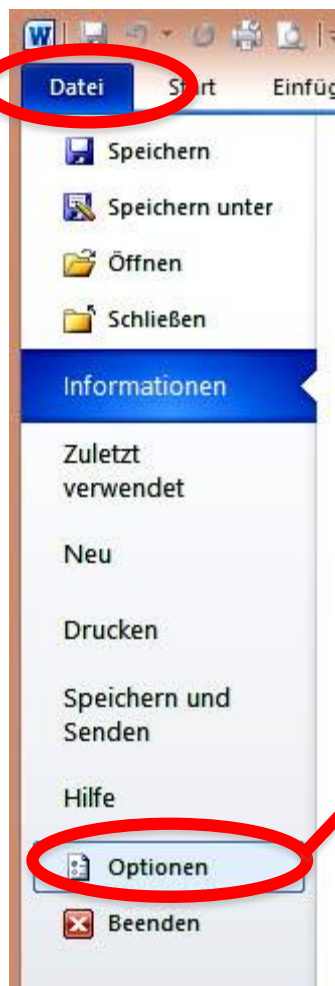 W
Datei Start Einfüg
Speichern
Speichern unter
Öffnen
Schließen
Informationen
Zuletzt
verwendet
Neu
Drucken
Speichern und
Senden
Hilfe
Optionen
Beenden